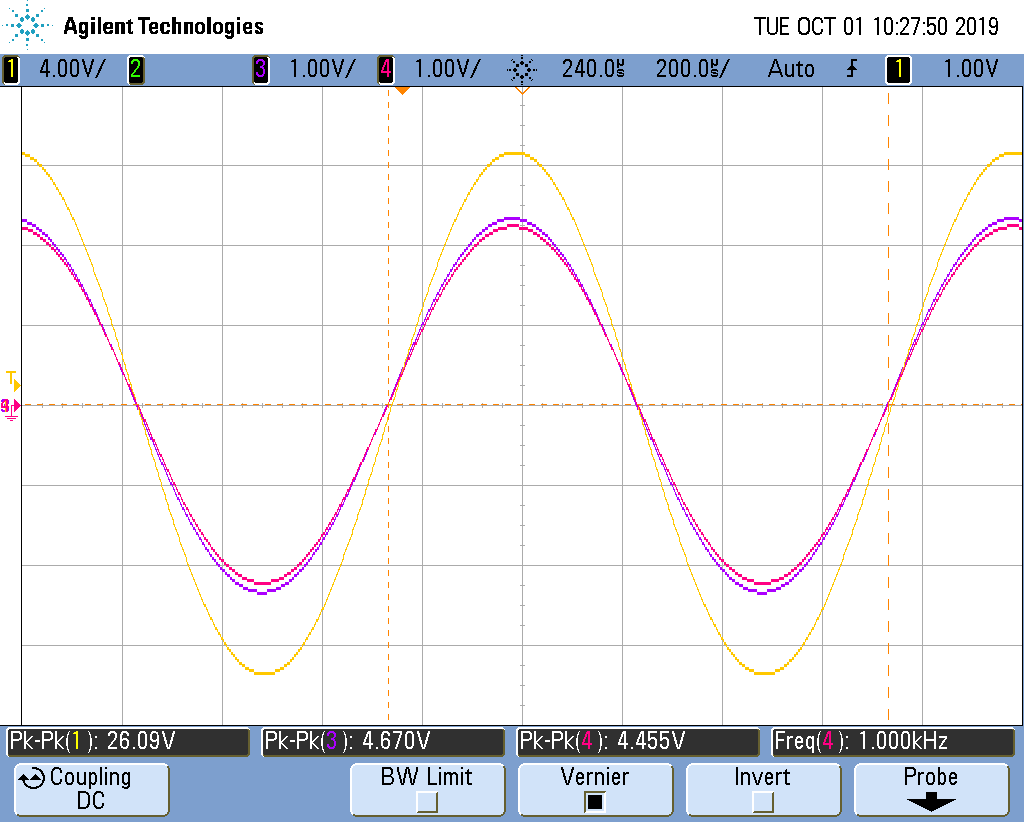 Agilent Technologies TUE OCT 01 10:27:50 2019
1 4.00V/ 2 3 1.00V/ 4 1.00V/ 240.0µs 200.0µs/ Auto 1 1.00V
T
Pk-Pk(1): 26.09V Pk-Pk(3): 4.670V Pk-Pk(4): 4.455V Freq(4): 1.000kHz
Coupling BW Limit Vernier Invert Probe
DC